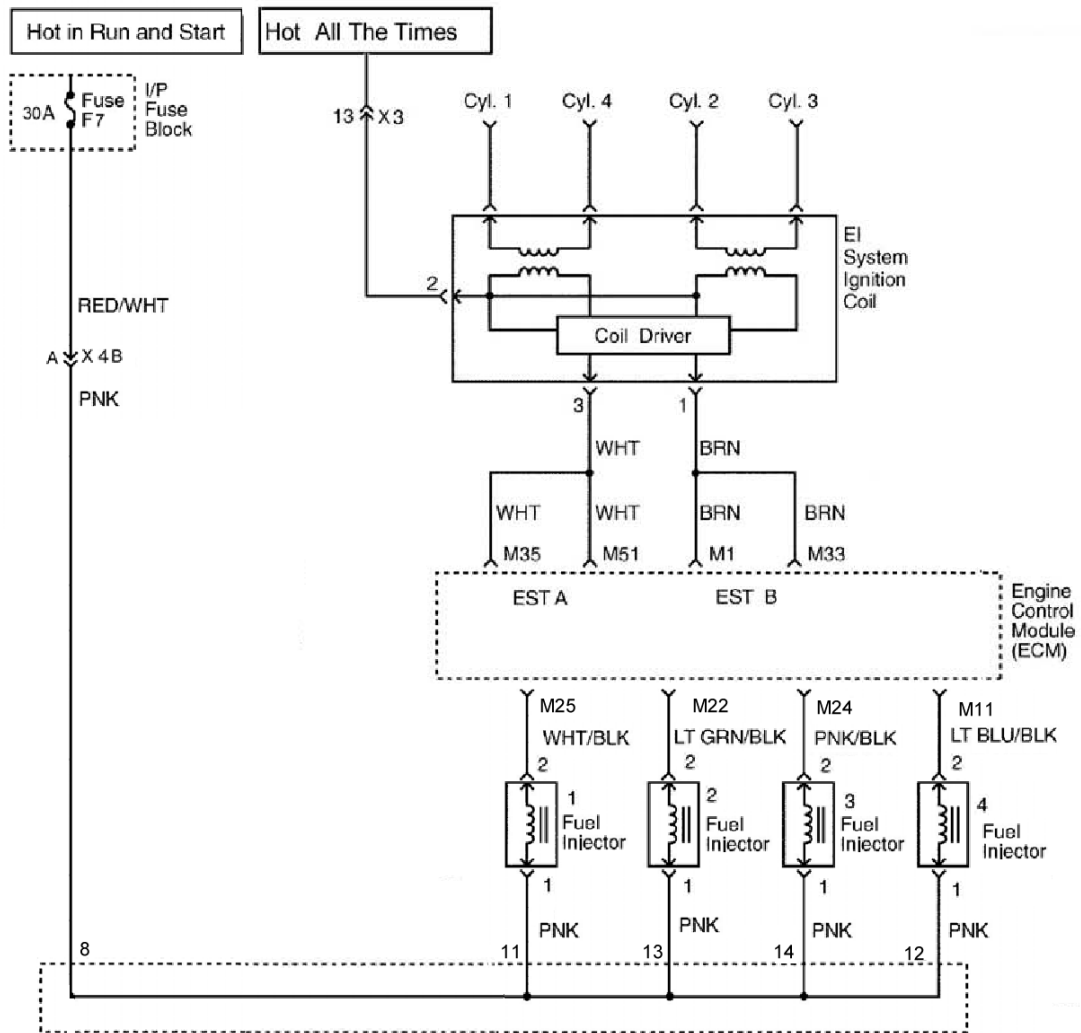 Hot in Run and Start
Hot All The Times
30A
Fuse
F7
I/P
Fuse
Block
13
X3
Cyl. 1
Cyl. 4
Cyl. 2
Cyl. 3
EI
System
Ignition
Coil
2
RED/WHT
Coil Driver
A
X4B
PNK
3
1
WHT
BRN
WHT
WHT
BRN
BRN
M35
M51
M1
M33
EST A
EST B
Engine
Control
Module
(ECM)
M25
M22
M24
M11
WHT/BLK
LT GRN/BLK
PNK/BLK
LT BLU/BLK
2
2
2
2
1
Fuel
Injector
2
Fuel
Injector
3
Fuel
Injector
4
Fuel
Injector
1
1
1
1
PNK
PNK
PNK
PNK
8
11
13
14
12